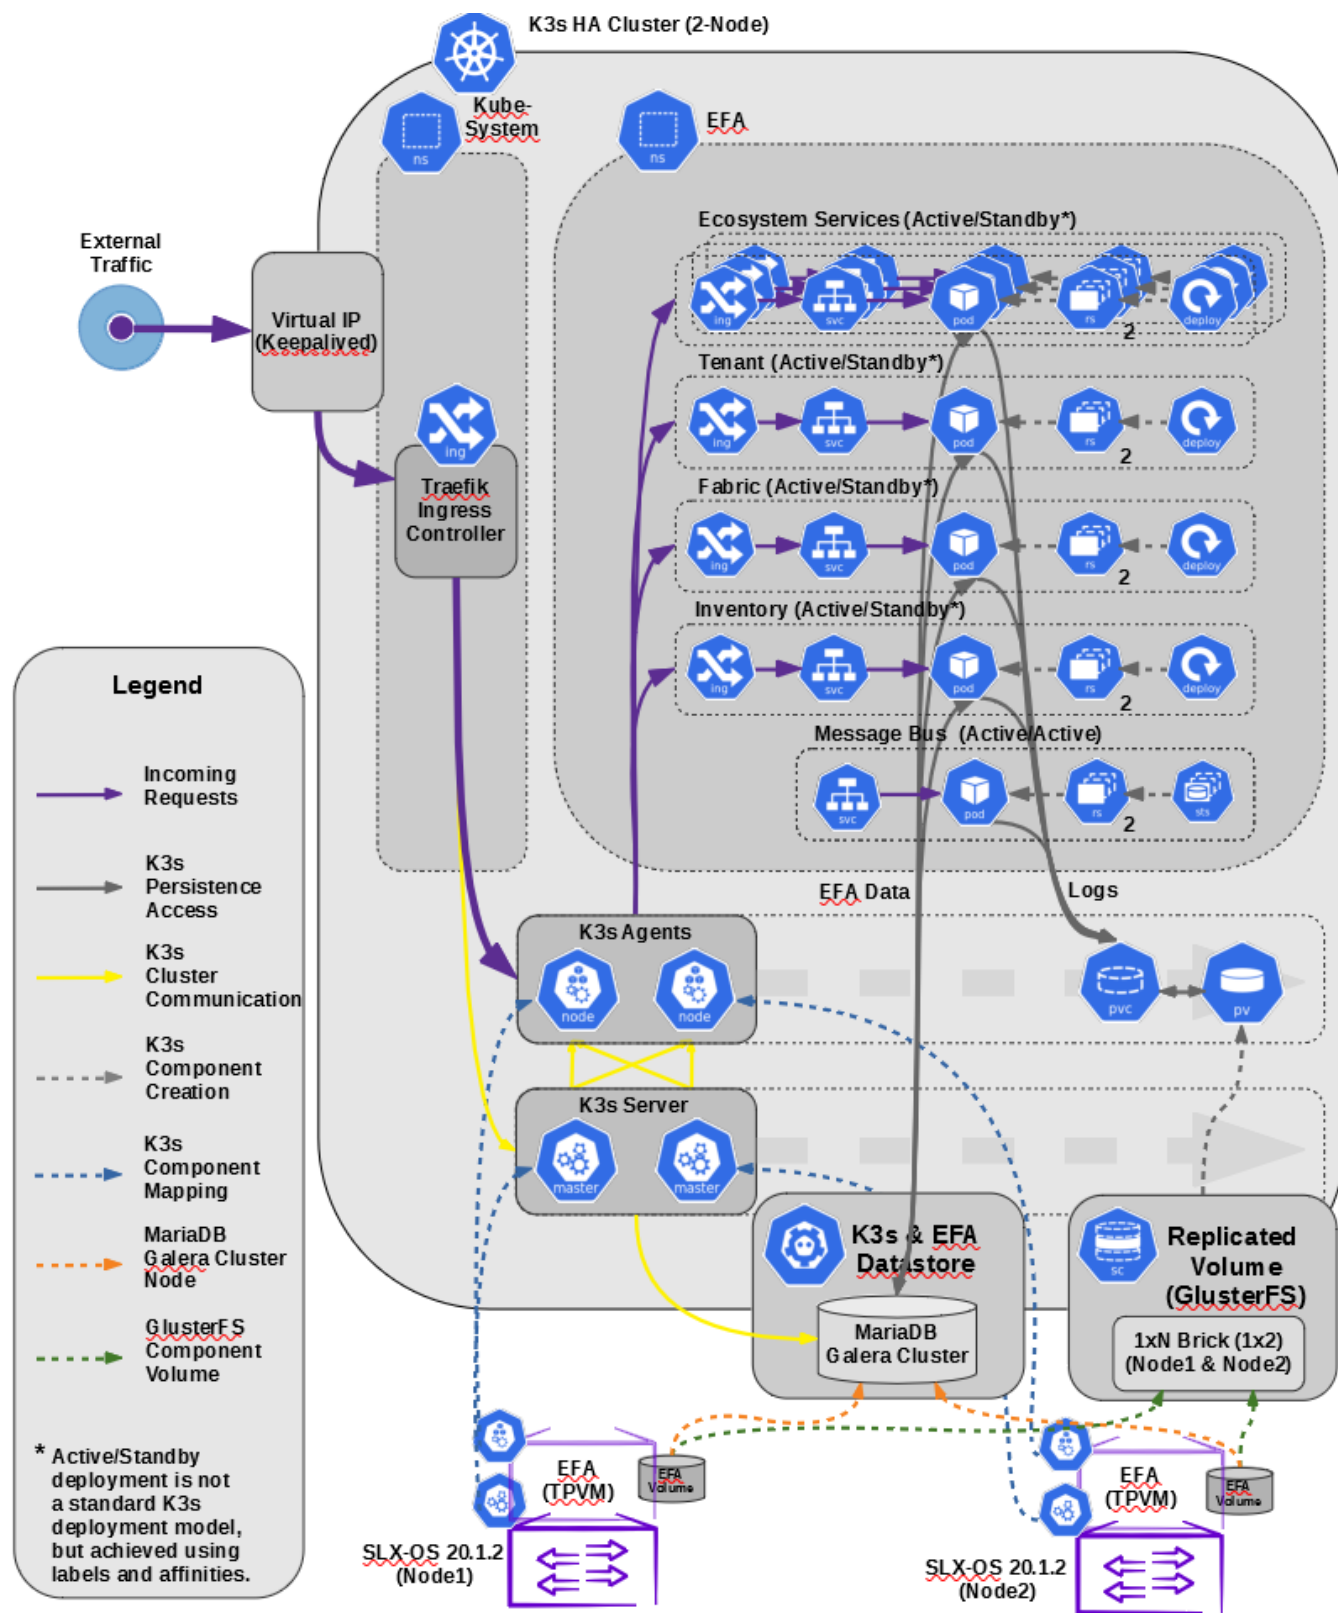 K3s HA Cluster (2-Node)
Kube-
System
ns
EFA
ns
External
Traffic
Virtual IP
(Keepalived)
ing
Traefik
Ingress
Controller
Ecosystem Services (Active/Standby*)
ing
svc
pod
rs
2
deploy
Tenant (Active/Standby*)
ing
svc
pod
rs
2
deploy
Fabric (Active/Standby*)
ing
svc
pod
rs
2
deploy
Inventory (Active/Standby*)
ing
svc
pod
rs
2
deploy
Message Bus (Active/Active)
svc
pod
rs
2
sts
EFA Data
Logs
K3s Agents
node
node
pvc
pv
K3s Server
master
master
K3s & EFA
Datastore
MariaDB
Galera Cluster
sc
Replicated
Volume
(GlusterFS)
1xN Brick (1x2)
(Node1 & Node2)
EFA
(TPVM)
EFA
Volume
SLX-OS 20.1.2
(Node1)
EFA
(TPVM)
EFA
Volume
SLX-OS 20.1.2
(Node2)
Legend
Incoming
Requests
K3s
Persistence
Access
K3s
Cluster
Communication
K3s
Component
Creation
K3s
Component
Mapping
MariaDB
Galera Cluster
Node
GlusterFS
Component
Volume
* Active/Standby
deployment is not
a standard K3s
deployment model,
but achieved using
labels and affinities.